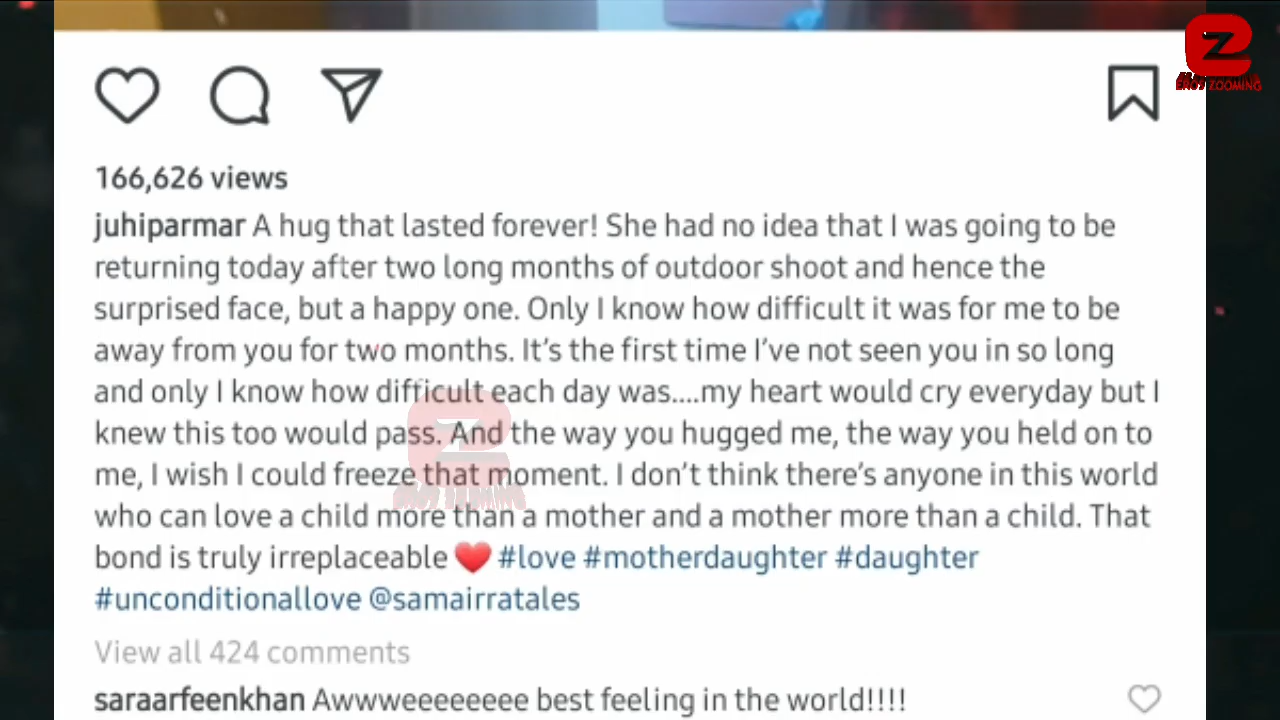 Z
EROS ZOOMING
166,626 views
juhiparmar A hug that lasted forever! She had no idea that I was going to be
returning today after two long months of outdoor shoot and hence the
surprised face, but a happy one. Only I know how difficult it was for me to be
away from you for two months. It's the first time I've not seen you in so long
and only I know how difficult each day was....my heart would cry everyday but I
knew this too would pass. And the way you hugged me, the way you held on to
me, I wish I could freeze that moment. I don't think there's anyone in this world
who can love a child more than a mother and a mother more than a child. That
bond is truly irreplaceable ❤️ #love #motherdaughter #daughter
#unconditionallove @samairratales
View all 424 comments
saraarfeenkhan Awwweeeeeeee best feeling in the world!!!!